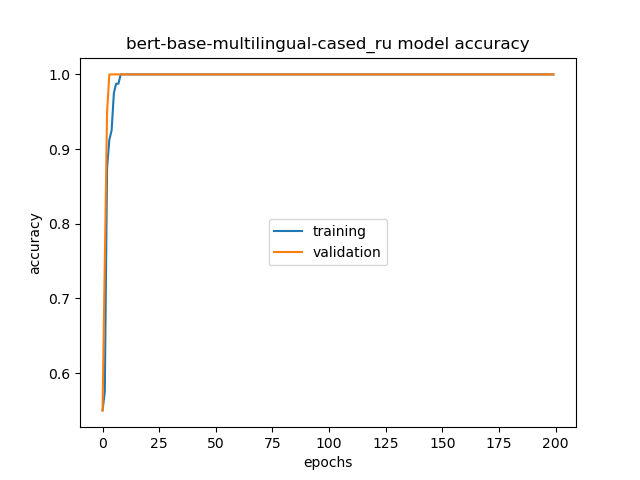 bert-base-multilingual-cased_ru model accuracy
1.0
0.9
0.8
0.7
0.6
accuracy
training
validation
0 25 50 75 100 125 150 175 200
epochs